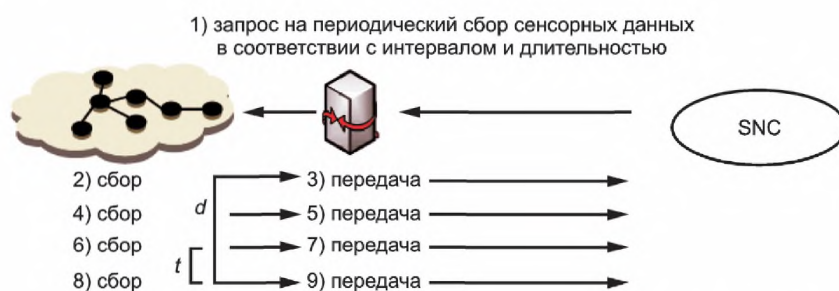 1) запрос на периодический сбор сенсорных данных
в соответствии с интервалом и длительностью
SNC
2) сбор
3) передача
4) сбор
d
5) передача
6) сбор
7) передача
t
8) сбор
9) передача